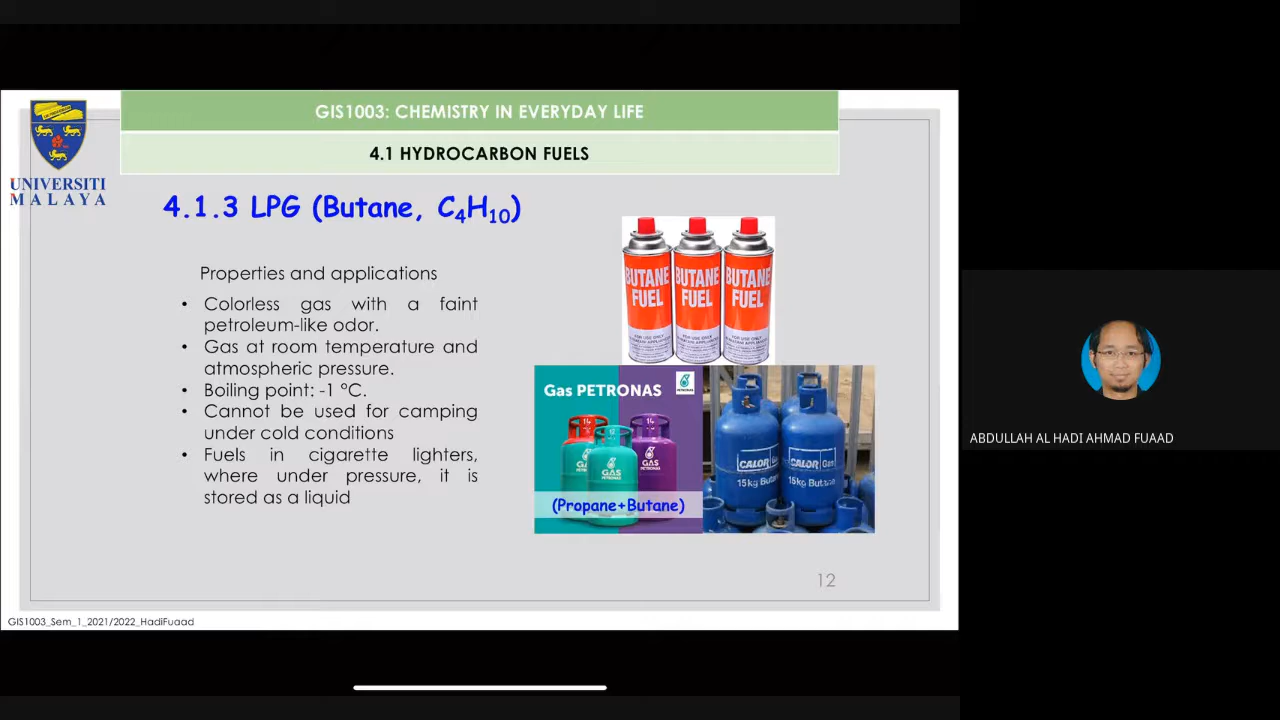 GIS1003: CHEMISTRY IN EVERYDAY LIFE
4.1 HYDROCARBON FUELS
UNIVERSITI
MALAYA
4.1.3 LPG (Butane, C₄H₁₀)
Properties and applications
• Colorless gas with a faint
petroleum-like odor.
• Gas at room temperature and
atmospheric pressure.
• Boiling point: -1 °C.
• Cannot be used for camping
under cold conditions
• Fuels in cigarette lighters,
where under pressure, it is
stored as a liquid
BUTANE BUTANE BUTANE
FUEL FUEL FUEL
Gas PETRONAS
PETRONAS
14 12 14
GAS
PETRONAS
(Propane+Butane)
CALOR Gas CALOR Gas
15kg Butane 15kg Butane
12
GIS1003_Sem_1_2021/2022_HadiFuaad
ABDULLAH AL HADI AHMAD FUAAD